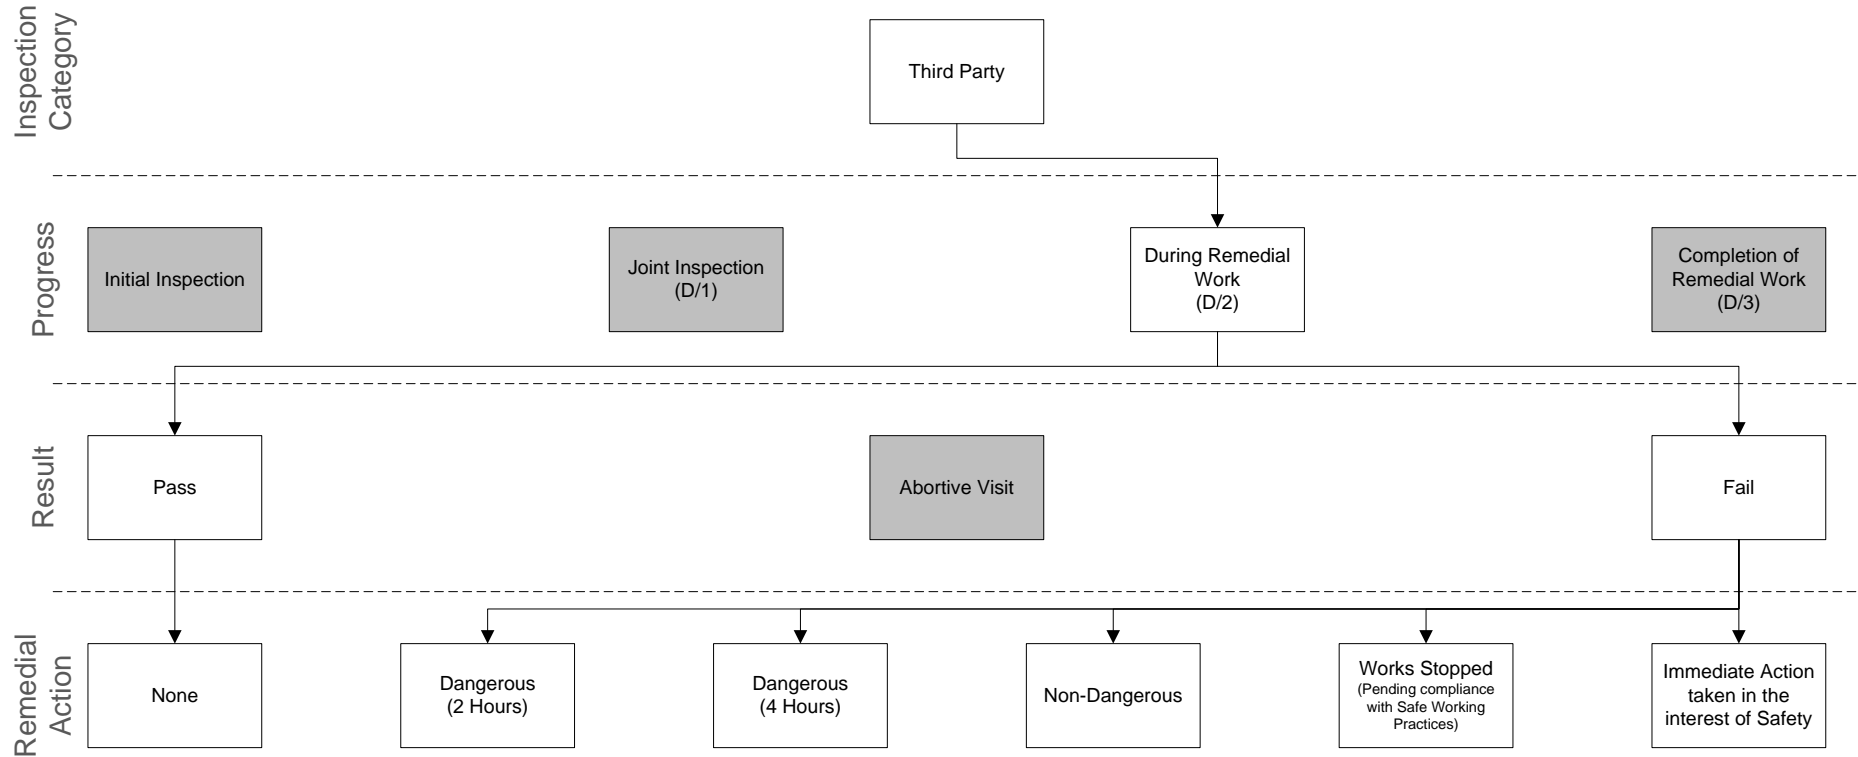 Inspection
Category
Third Party
Progress
Initial Inspection
Joint Inspection
(D/1)
During Remedial
Work
(D/2)
Completion of
Remedial Work
(D/3)
Result
Pass
Abortive Visit
Fail
Remedial
Action
None
Dangerous
(2 Hours)
Dangerous
(4 Hours)
Non-Dangerous
Works Stopped
(Pending compliance
with Safe Working
Practices)
Immediate Action
taken in the
interest of Safety